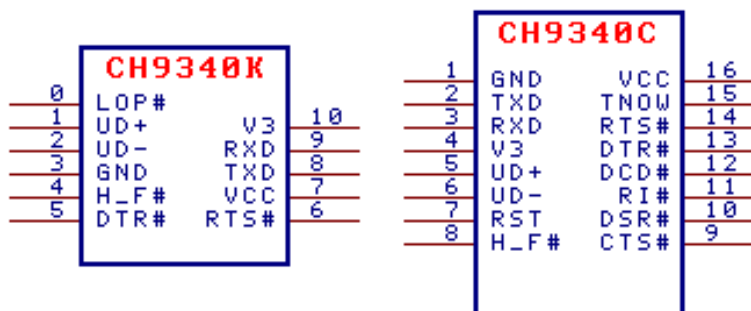 CH9340K
0 LOP#
1 UD+ V3 10
2 UD- RXD 9
3 GND TXD 8
4 H_F# VCC 7
5 DTR# RTS# 6
CH9340C
1 GND VCC 16
2 TXD TNOW 15
3 RXD RTS# 14
4 V3 DTR# 13
5 UD+ DCD# 12
6 UD- RI# 11
7 RST DSR# 10
8 H_F# CTS# 9